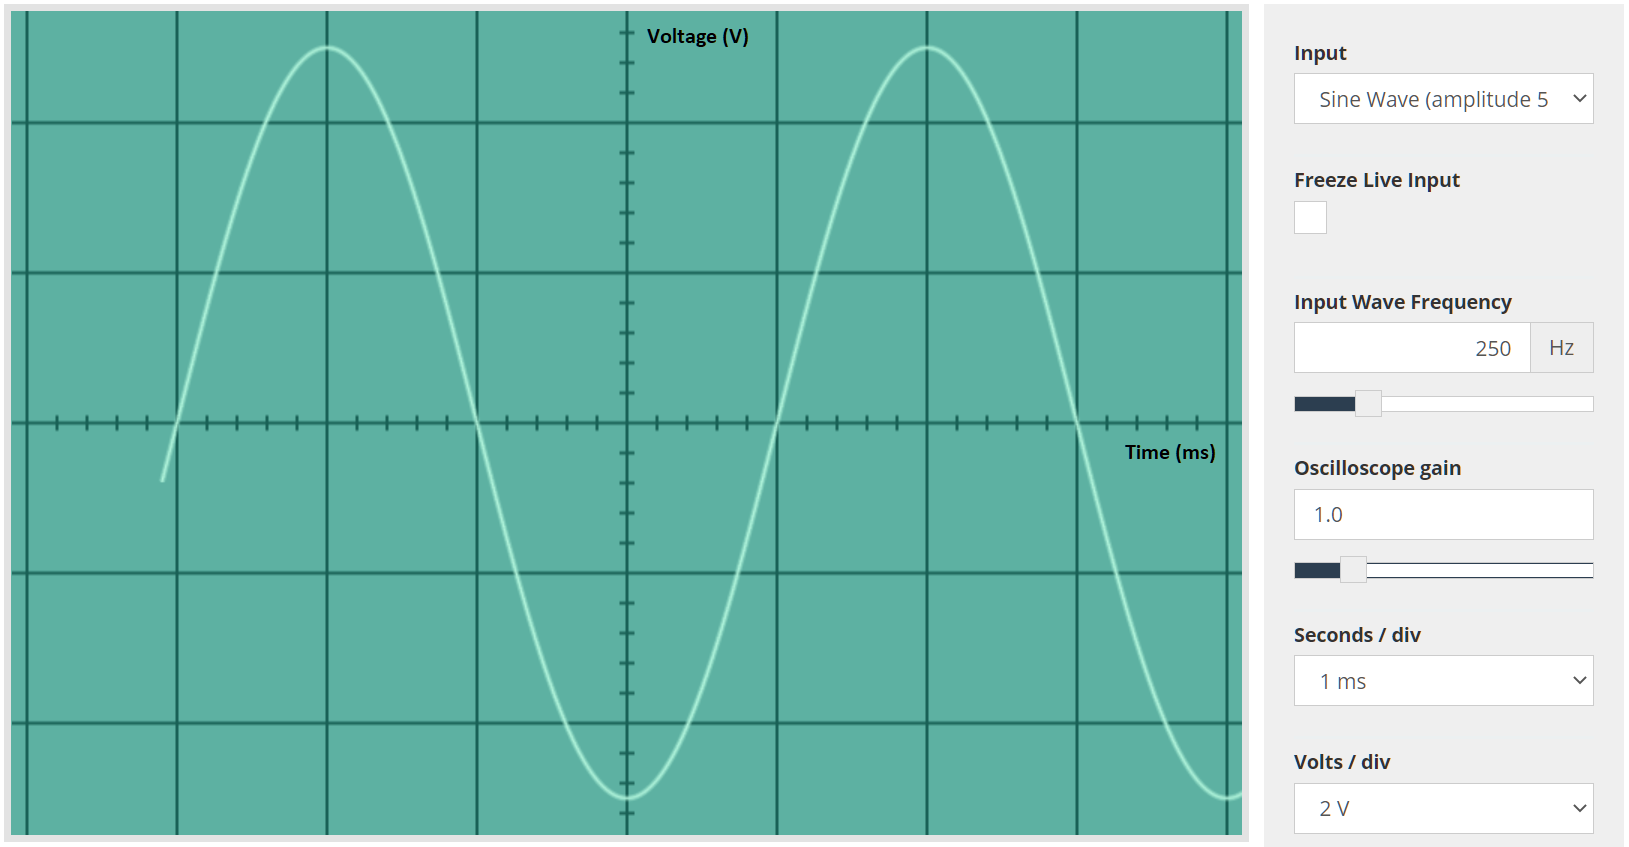 Voltage (V)
Time (ms)
Input
Sine Wave (amplitude 5
Freeze Live Input
Input Wave Frequency
250 Hz
Oscilloscope gain
1.0
Seconds / div
1 ms
Volts / div
2 V